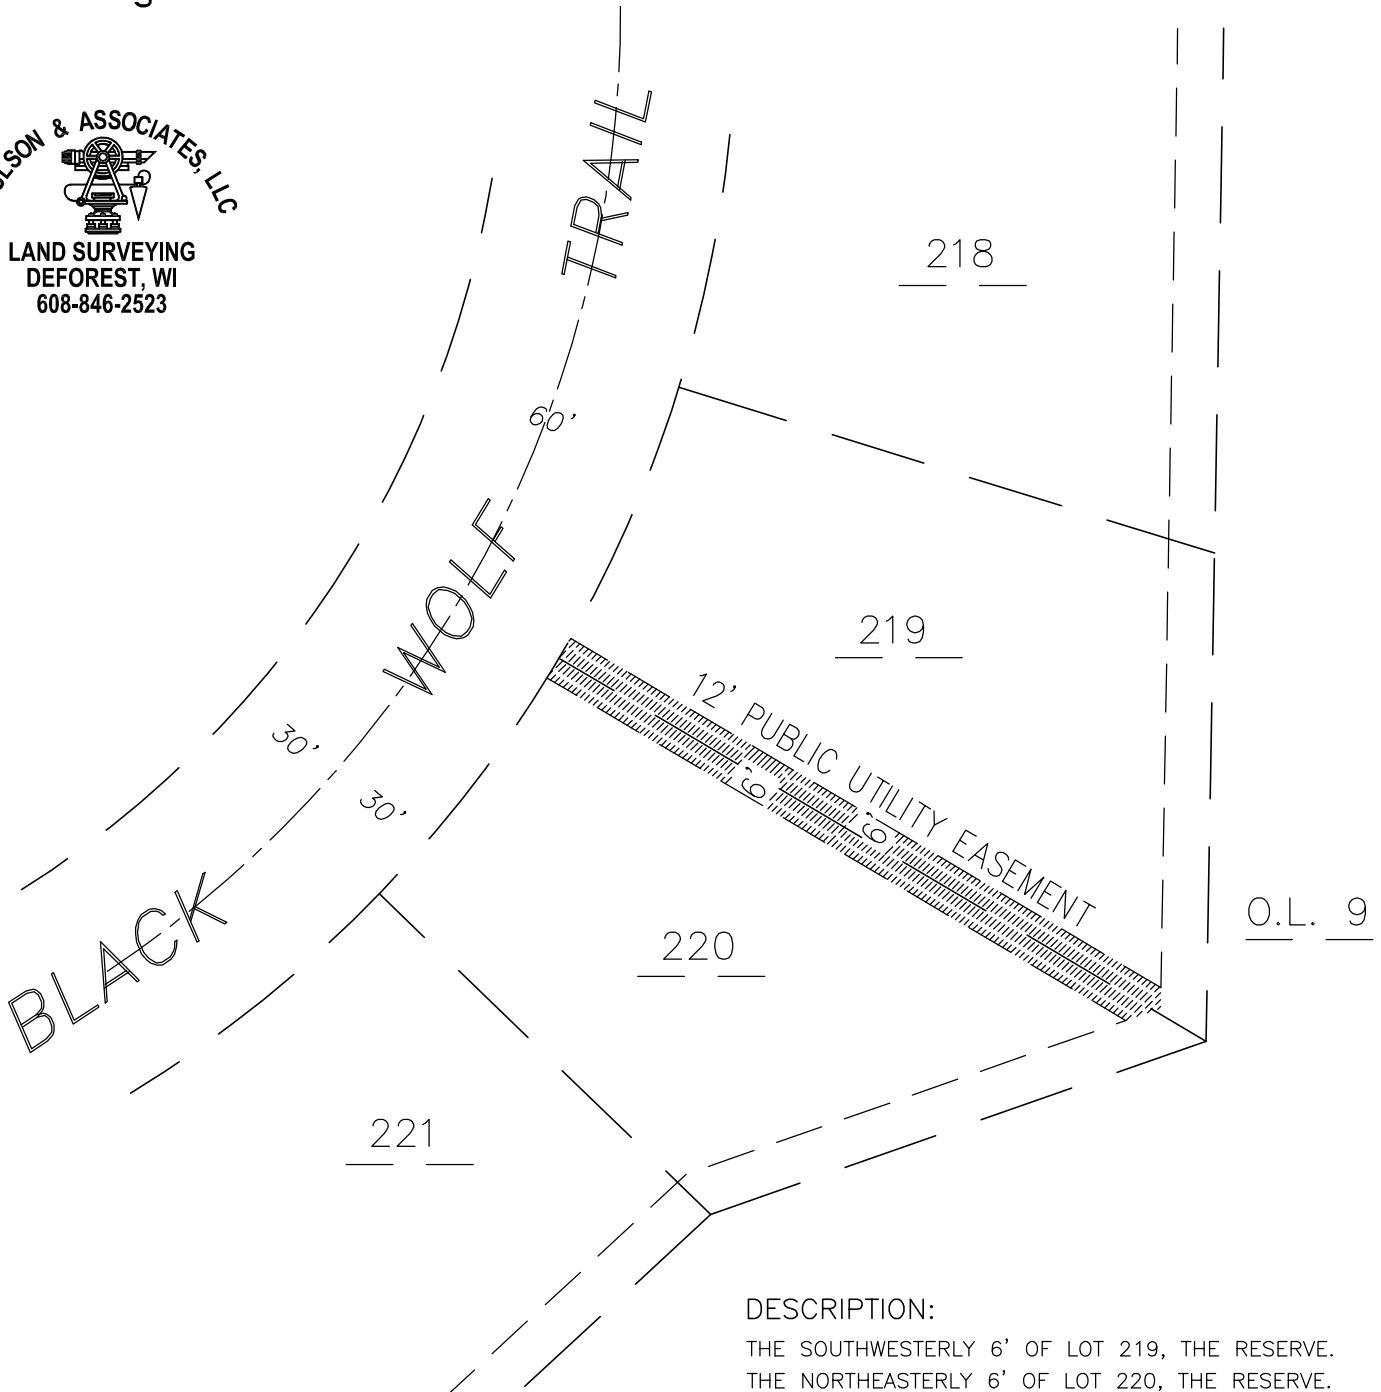 & ASSOCIATES, LLC
LAND SURVEYING
DEFOREST, WI
608-846-2523
BLACK WOLF TRAIL
60'
30'
30'
218
219
12' PUBLIC UTILITY EASEMENT
6'
6'
220
221
O.L. 9
DESCRIPTION:
THE SOUTHWESTERLY 6' OF LOT 219, THE RESERVE.
THE NORTHEASTERLY 6' OF LOT 220, THE RESERVE.